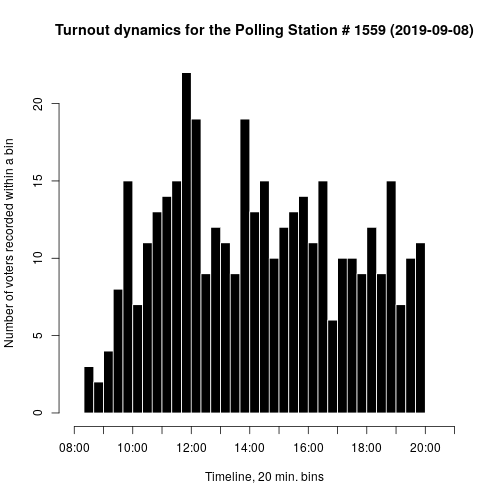 Turnout dynamics for the Polling Station # 1559 (2019-09-08)
Number of voters recorded within a bin
20
15
10
5
0
08:00 10:00 12:00 14:00 16:00 18:00 20:00
Timeline, 20 min. bins